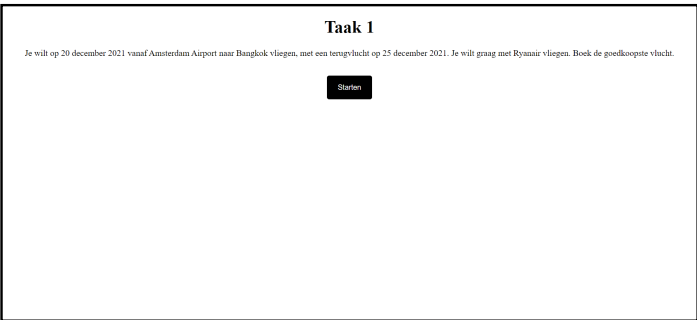 Taak 1
Je wilt op 20 december 2021 vanaf Amsterdam Airport naar Bangkok vliegen, met een terugvlucht op 25 december 2021. Je wilt graag met Ryanair vliegen. Boek de goedkoopste vlucht.
Starten